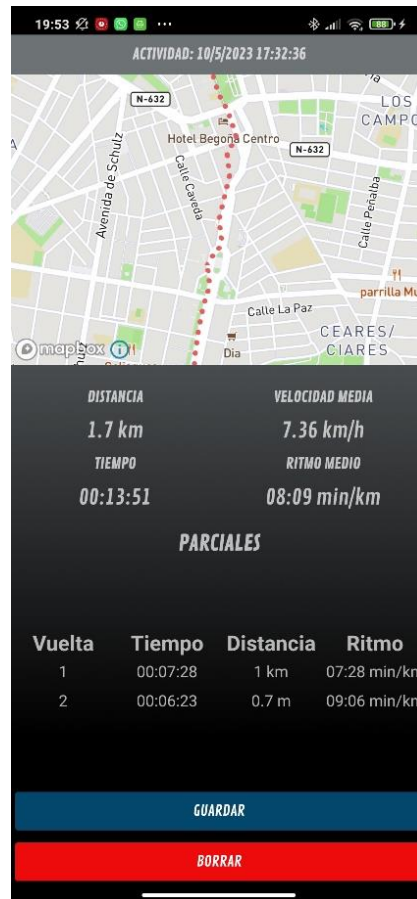 19:53 ... 88
ACTIVIDAD: 10/5/2023 17:32:36
N-632
LOS
CAMPO
Hotel Begoña Centro
N-632
Avenida de Schulz
Calle Caveda
Calle Peñalba
parrilla Mu
Calle La Paz
CEARES/
CIARES
Dia
mapbox
DISTANCIA VELOCIDAD MEDIA
1.7 km 7.36 km/h
TIEMPO RITMO MEDIO
00:13:51 08:09 min/km
PARCIALES
Vuelta Tiempo Distancia Ritmo
1 00:07:28 1 km 07:28 min/km
2 00:06:23 0.7 m 09:06 min/km
GUARDAR
BORRAR